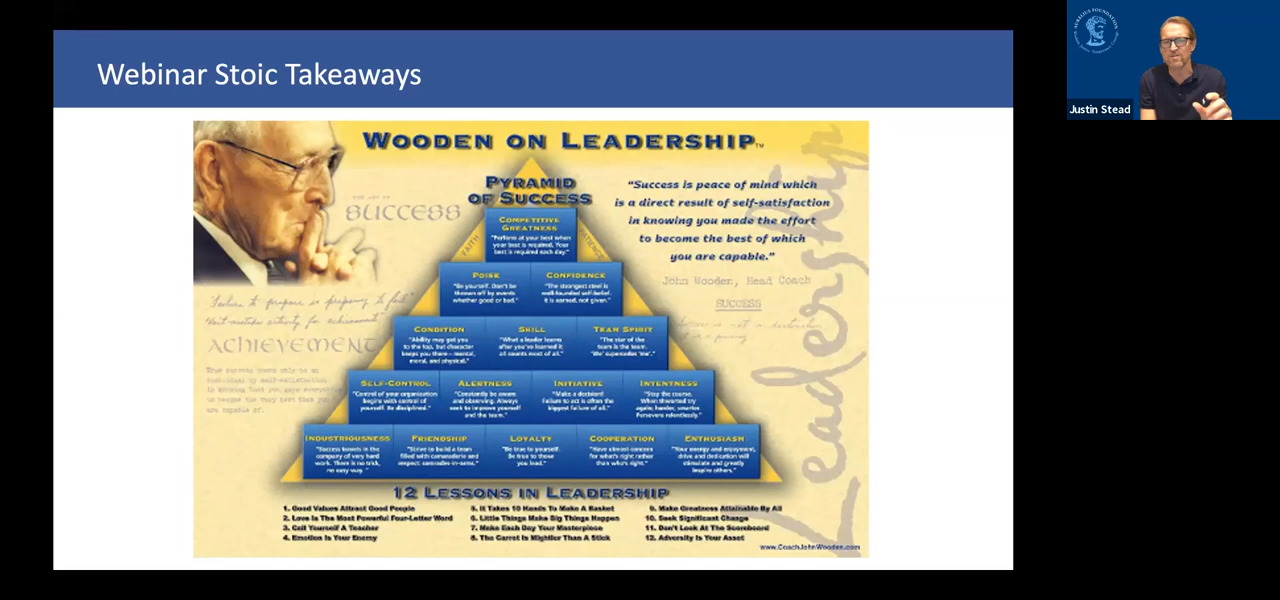 Webinar Stoic Takeaways
AURELIUS FOUNDATION
Justin Stead
WOODEN ON LEADERSHIP™
PYRAMID
OF SUCCESS
SUCCESS
"Success is peace of mind which
is a direct result of self-satisfaction
in knowing you made the effort
to become the best of which
you are capable."
John Wooden, Head Coach
SUCCESS
FAITH
PATIENCE
COMPETITIVE
GREATNESS
"Perform at your best when
your best is required. Your
best is required each day."
POISE
"Be yourself. Don't be
thrown off by events
whether good or bad."
CONFIDENCE
"The strongest steel is
well-founded self-belief.
It is earned, not given."
"Failure to prepare is preparing to fail"
ACHIEVEMENT
CONDITION
"Ability may get you
to the top, but character
keeps you there - mental,
moral, and physical."
SKILL
"What a leader learns
after you've learned it
all counts most of all."
TEAM SPIRIT
"The star of the
team is the team.
'We' supercedes 'me'."
SELF-CONTROL
"Control of your organization
begins with control of
yourself. Be disciplined."
ALERTNESS
"Constantly be aware
and observing. Always
seek to improve yourself
and the team."
INITIATIVE
"Make a decision!
Failure to act is often the
biggest failure of all."
INTENTNESS
"Stay the course.
When thwarted try
again; harder, smarter.
Persevere relentlessly."
INDUSTRIOUSNESS
"Success travels in the
company of very hard
work. There is no trick,
no easy way."
FRIENDSHIP
"Strive to build a team
filled with camaraderie and
respect: comrades-in-arms."
LOYALTY
"Be true to yourself.
Be true to those
you lead."
COOPERATION
"Have utmost concern
for what's right rather
than who's right."
ENTHUSIASM
"Your energy and enjoyment,
drive and dedication will
stimulate and greatly
inspire others."
Leadership
12 LESSONS IN LEADERSHIP
1. Good Values Attract Good People
2. Love Is The Most Powerful Four-Letter Word
3. Call Yourself A Teacher
4. Emotion Is Your Enemy
5. It Takes 10 Hands To Make A Basket
6. Little Things Make Big Things Happen
7. Make Each Day Your Masterpiece
8. The Carrot Is Mightier Than A Stick
9. Make Greatness Attainable By All
10. Seek Significant Change
11. Don't Look At The Scoreboard
12. Adversity Is Your Asset
www.CoachJohnWooden.com